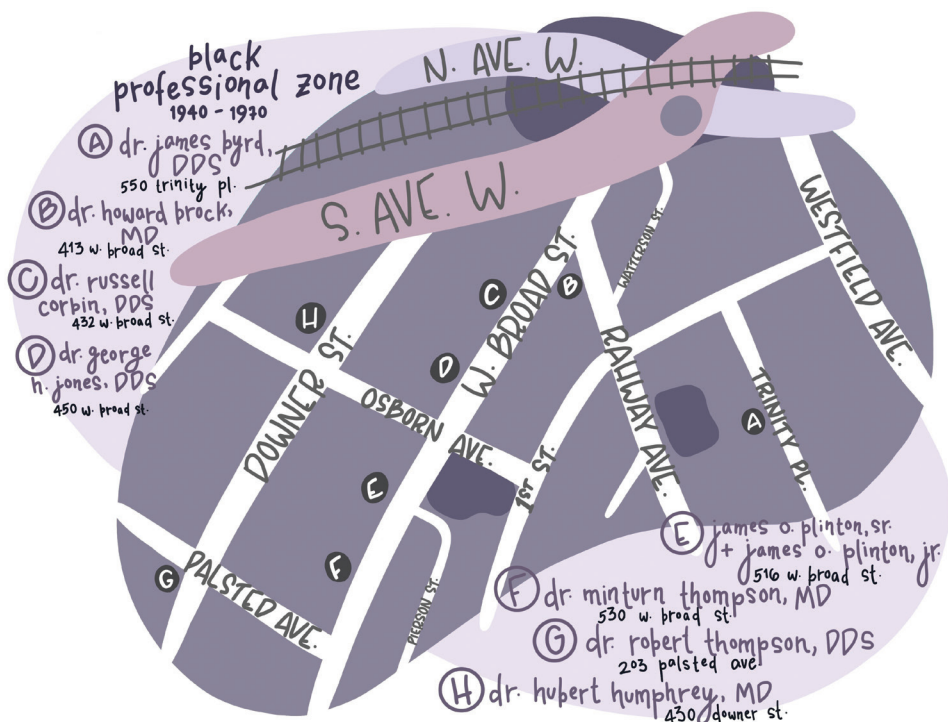 black
professional zone
1940 - 1970
A dr. james byrd,
DDS
550 trinity pl.
B dr. howard brock,
MD
413 w. broad st.
C dr. russell
corbin, DDS
432 w. broad st.
D dr. george
h. jones, DDS
450 w. broad st.
N. AVE. W.
S. AVE. W.
DOWNER ST.
W. BROAD ST.
WATTERSON ST.
WESTFIELD AVE.
RAHWAY AVE.
TRINITY PL.
OSBORN AVE.
1ST ST.
PALSTED AVE.
PIERSON ST.
H
C
B
D
A
E
F
G
E james o. plinton, sr.
+ james o. plinton, jr.
516 w. broad st.
F dr. minturn thompson, MD
530 w. broad st.
G dr. robert thompson, DDS
203 palsted ave
H dr. hubert humphrey, MD
430 downer st.